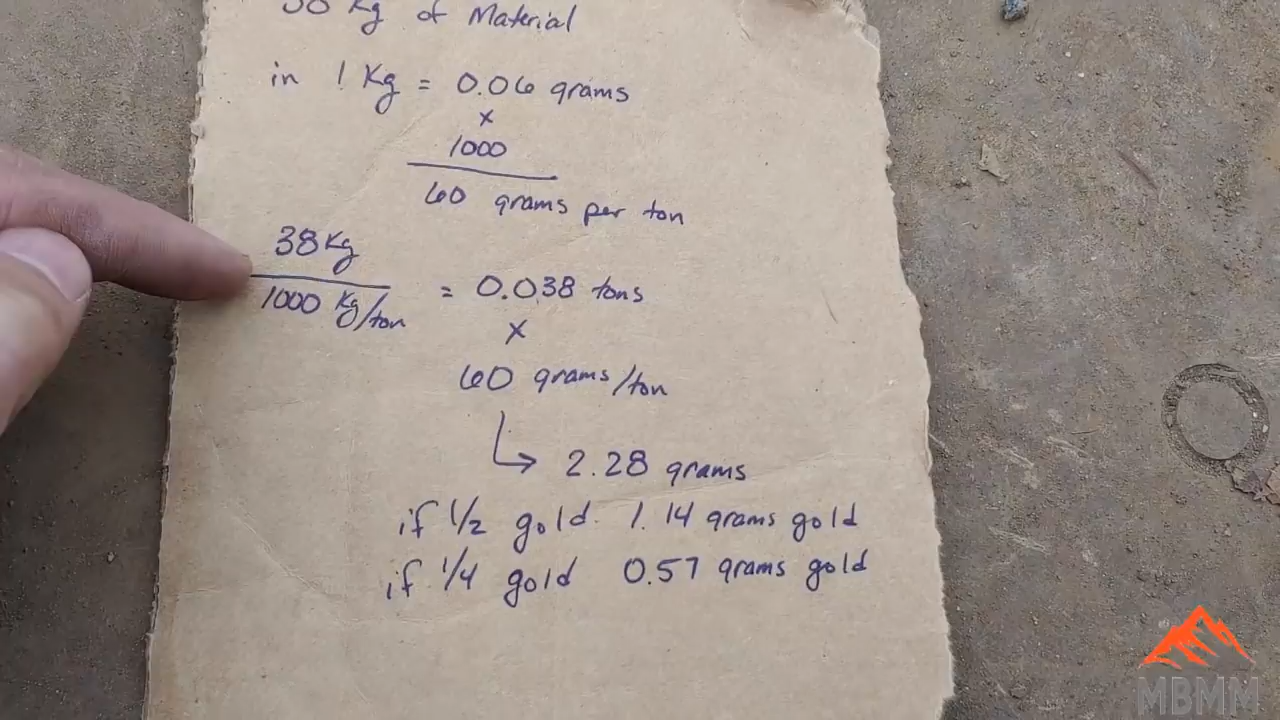 38 Kg of Material
in 1 Kg = 0.06 grams
x
1000
60 grams per ton
38 Kg
1000 Kg/ton
= 0.038 tons
x
60 grams/ton
↳ 2.28 grams
if 1/2 gold 1.14 grams gold
if 1/4 gold 0.57 grams gold
MBMM